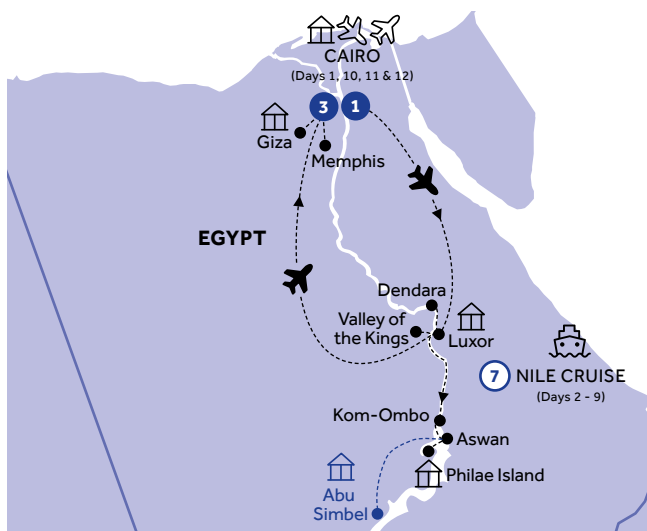 CAIRO
(Days 1, 10, 11 & 12)
3
1
Giza
Memphis
EGYPT
Dendara
Valley of
the Kings
Luxor
7
NILE CRUISE
(Days 2 - 9)
Kom-Ombo
Aswan
Philae Island
Abu
Simbel